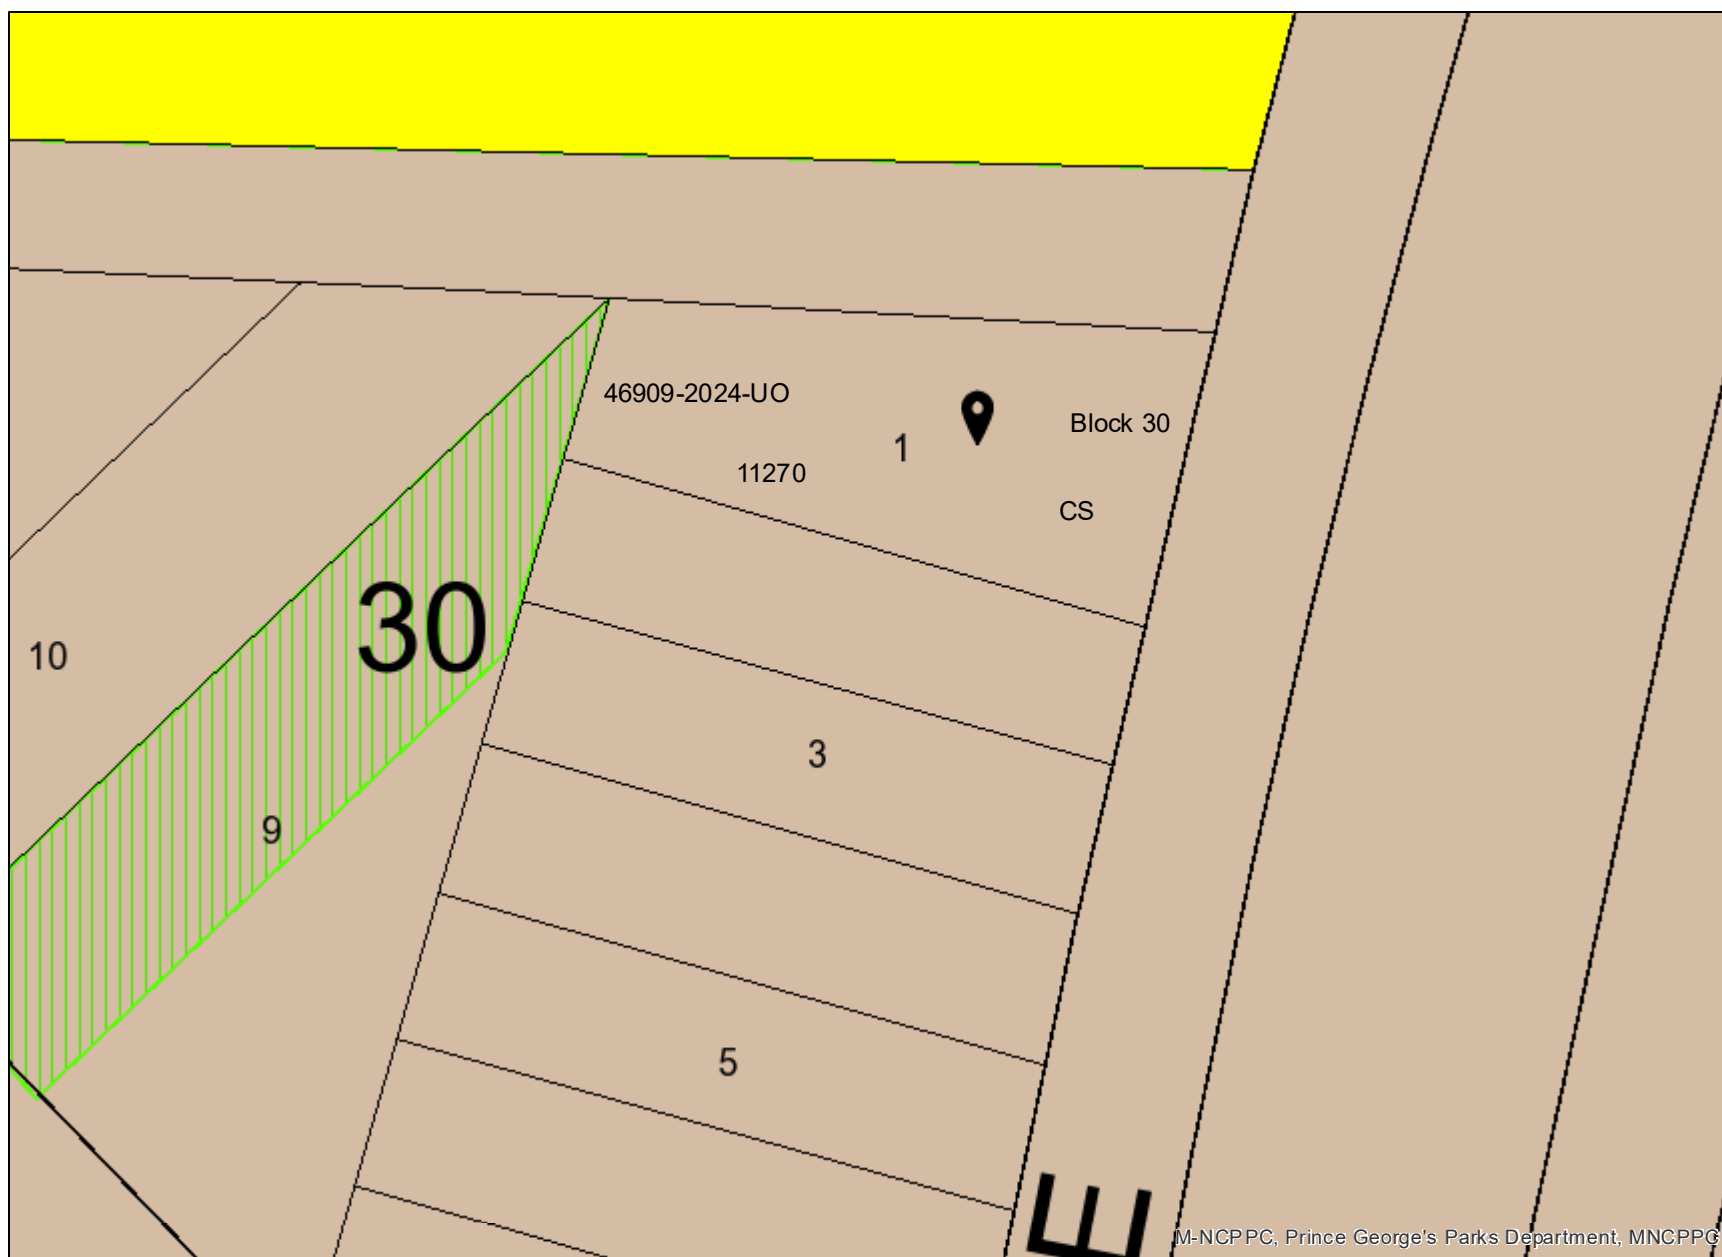 46909-2024-UO
Block 30
1
11270
CS
30
10
3
9
5
E
M-NCPPC, Prince George's Parks Department, MNCPPC